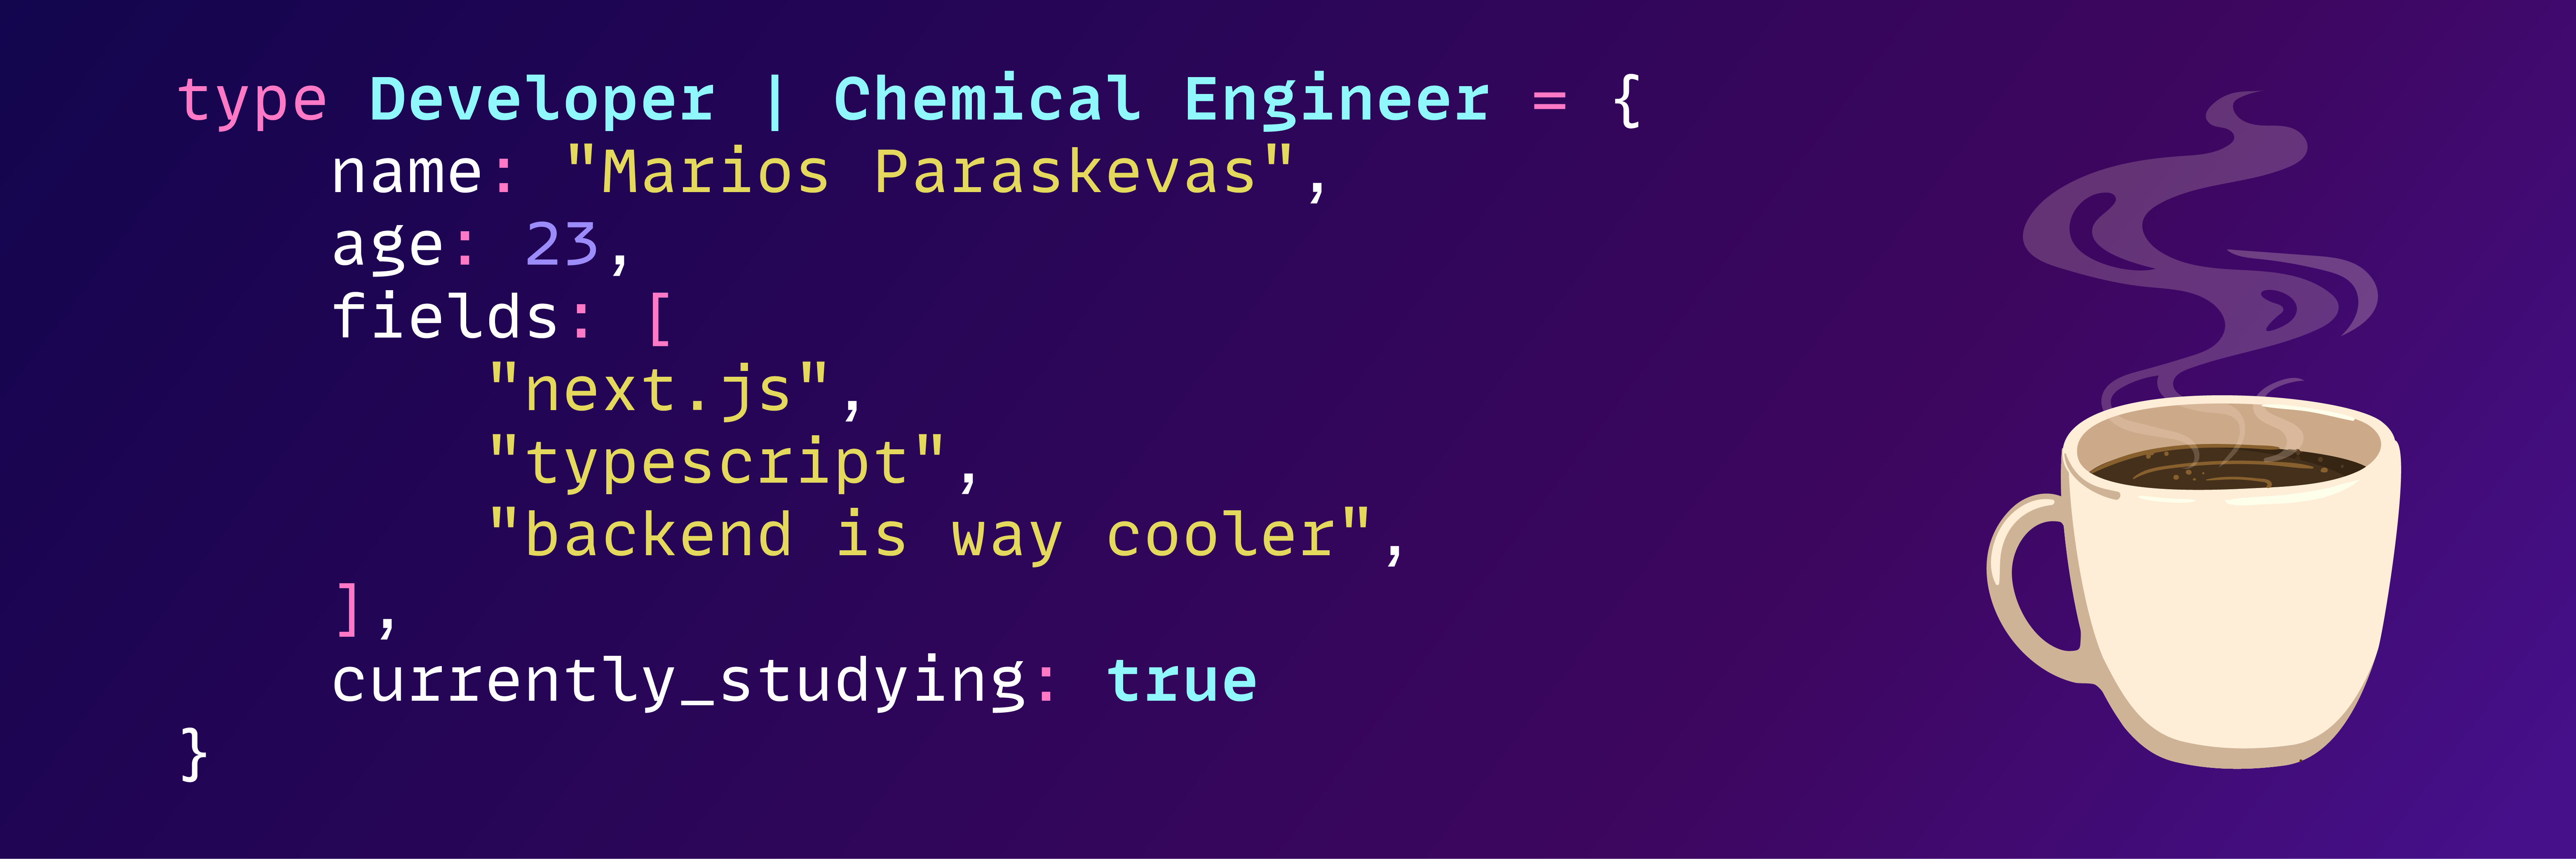 type Developer | Chemical Engineer = {
    name: "Marios Paraskevas",
    age: 23,
    fields: [
        "next.js",
        "typescript",
        "backend is way cooler",
    ],
    currently_studying: true
}